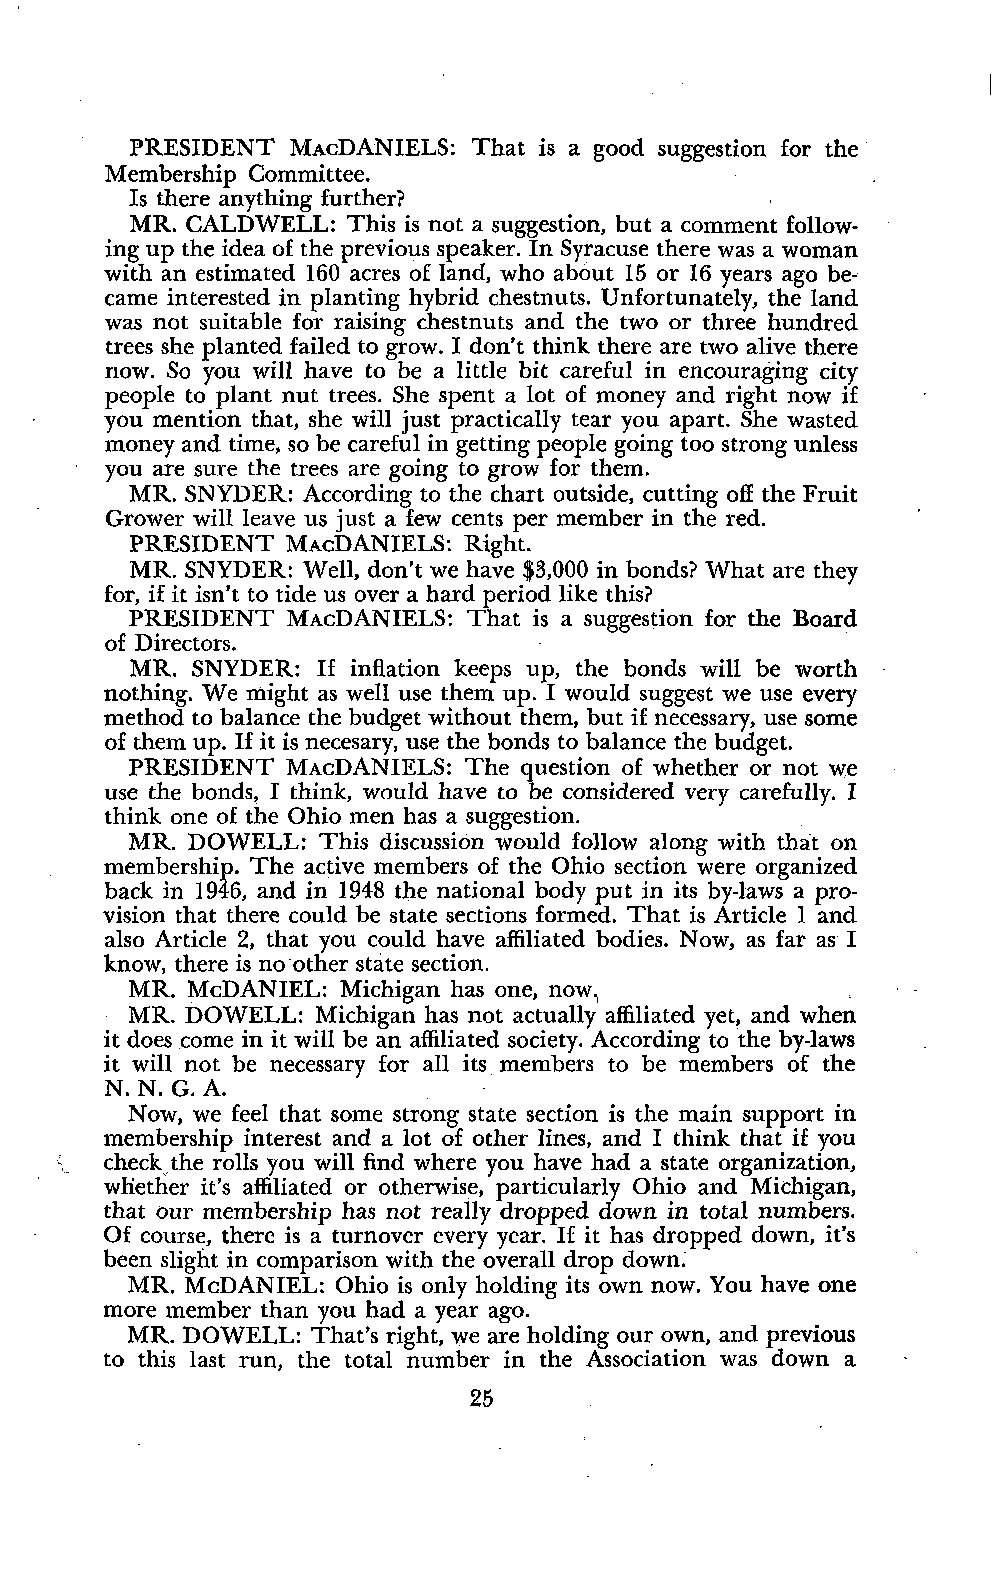 PRESIDENT MACDANIELS: That is a good suggestion for the
Membership Committee.
Is there anything further?
MR. CALDWELL: This is not a suggestion, but a comment follow-
ing up the idea of the previous speaker. In Syracuse there was a woman
with an estimated 160 acres of land, who about 15 or 16 years ago be-
came interested in planting hybrid chestnuts. Unfortunately, the land
was not suitable for raising chestnuts and the two or three hundred
trees she planted failed to grow. I don't think there are two alive there
now. So you will have to be a little bit careful in encouraging city
people to plant nut trees. She spent a lot of money and right now if
you mention that, she will just practically tear you apart. She wasted
money and time, so be careful in getting people going too strong unless
you are sure the trees are going to grow for them.
MR. SNYDER: According to the chart outside, cutting off the Fruit
Grower will leave us just a few cents per member in the red.
PRESIDENT MACDANIELS: Right.
MR. SNYDER: Well, don't we have $3,000 in bonds? What are they
for, if it isn't to tide us over a hard period like this?
PRESIDENT MACDANIELS: That is a suggestion for the Board
of Directors.
MR. SNYDER: If inflation keeps up, the bonds will be worth
nothing. We might as well use them up. I would suggest we use every
method to balance the budget without them, but if necessary, use some
of them up. If it is necesary, use the bonds to balance the budget.
PRESIDENT MACDANIELS: The question of whether or not we
use the bonds, I think, would have to be considered very carefully. I
think one of the Ohio men has a suggestion.
MR. DOWELL: This discussion would follow along with that on
membership. The active members of the Ohio section were organized
back in 1946, and in 1948 the national body put in its by-laws a pro-
vision that there could be state sections formed. That is Article 1 and
also Article 2, that you could have affiliated bodies. Now, as far as I
know, there is no other state section.
MR. McDANIEL: Michigan has one, now,
MR. DOWELL: Michigan has not actually affiliated yet, and when
it does come in it will be an affiliated society. According to the by-laws
it will not be necessary for all its members to be members of the
N. N. G. A.
Now, we feel that some strong state section is the main support in
membership interest and a lot of other lines, and I think that if you
check the rolls you will find where you have had a state organization,
whether it's affiliated or otherwise, particularly Ohio and Michigan,
that our membership has not really dropped down in total numbers.
Of course, there is a turnover every year. If it has dropped down, it's
been slight in comparison with the overall drop down.
MR. McDANIEL: Ohio is only holding its own now. You have one
more member than you had a year ago.
MR. DOWELL: That's right, we are holding our own, and previous
to this last run, the total number in the Association was down a
25